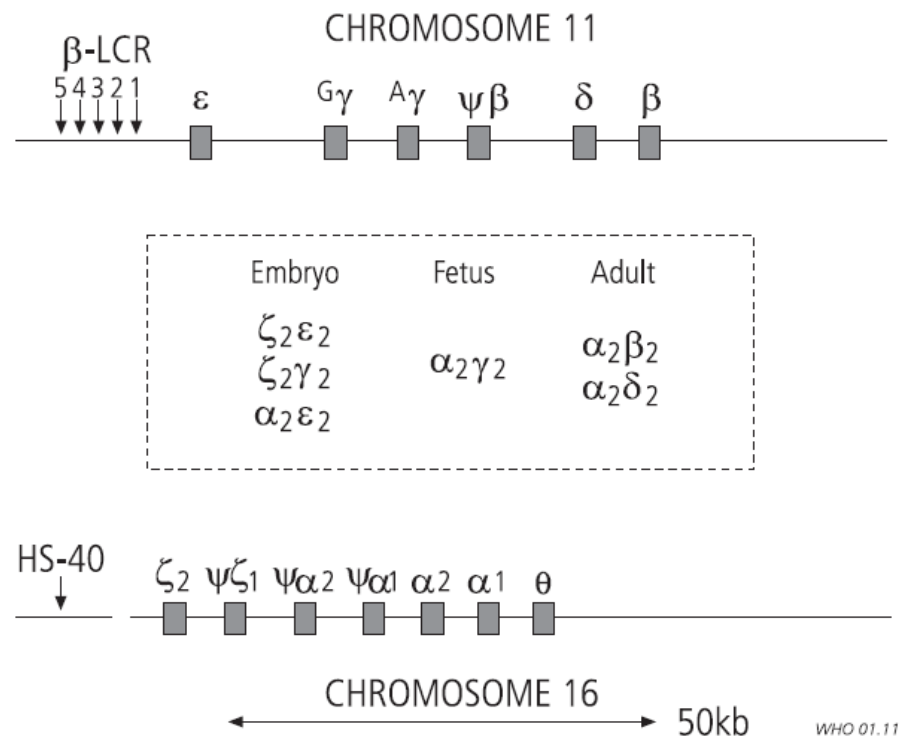 CHROMOSOME 11
β-LCR
5 4 3 2 1
ε Gγ Aγ ψβ δ β
Embryo Fetus Adult
ζ2ε2
ζ2γ2
α2ε2
α2γ2
α2β2
α2δ2
HS-40
ζ2 ψζ1 ψα2 ψα1 α2 α1 θ
CHROMOSOME 16
50kb
WHO 01.11